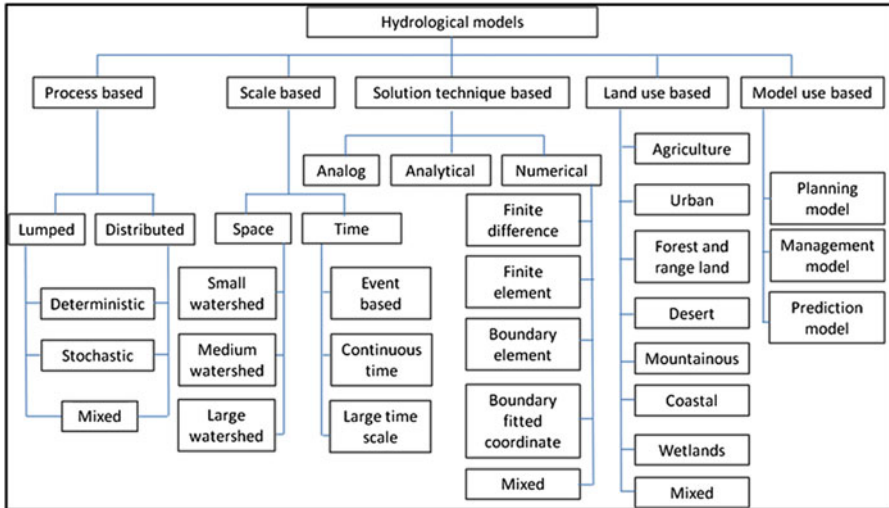 Hydrological models
Process based
Scale based
Solution technique based
Land use based
Model use based
Analog
Analytical
Numerical
Lumped
Distributed
Deterministic
Stochastic
Mixed
Space
Time
Small
watershed
Medium
watershed
Large
watershed
Event
based
Continuous
time
Large time
scale
Finite
difference
Finite
element
Boundary
element
Boundary
fitted
coordinate
Mixed
Agriculture
Urban
Forest and
range land
Desert
Mountainous
Coastal
Wetlands
Mixed
Planning
model
Management
model
Prediction
model